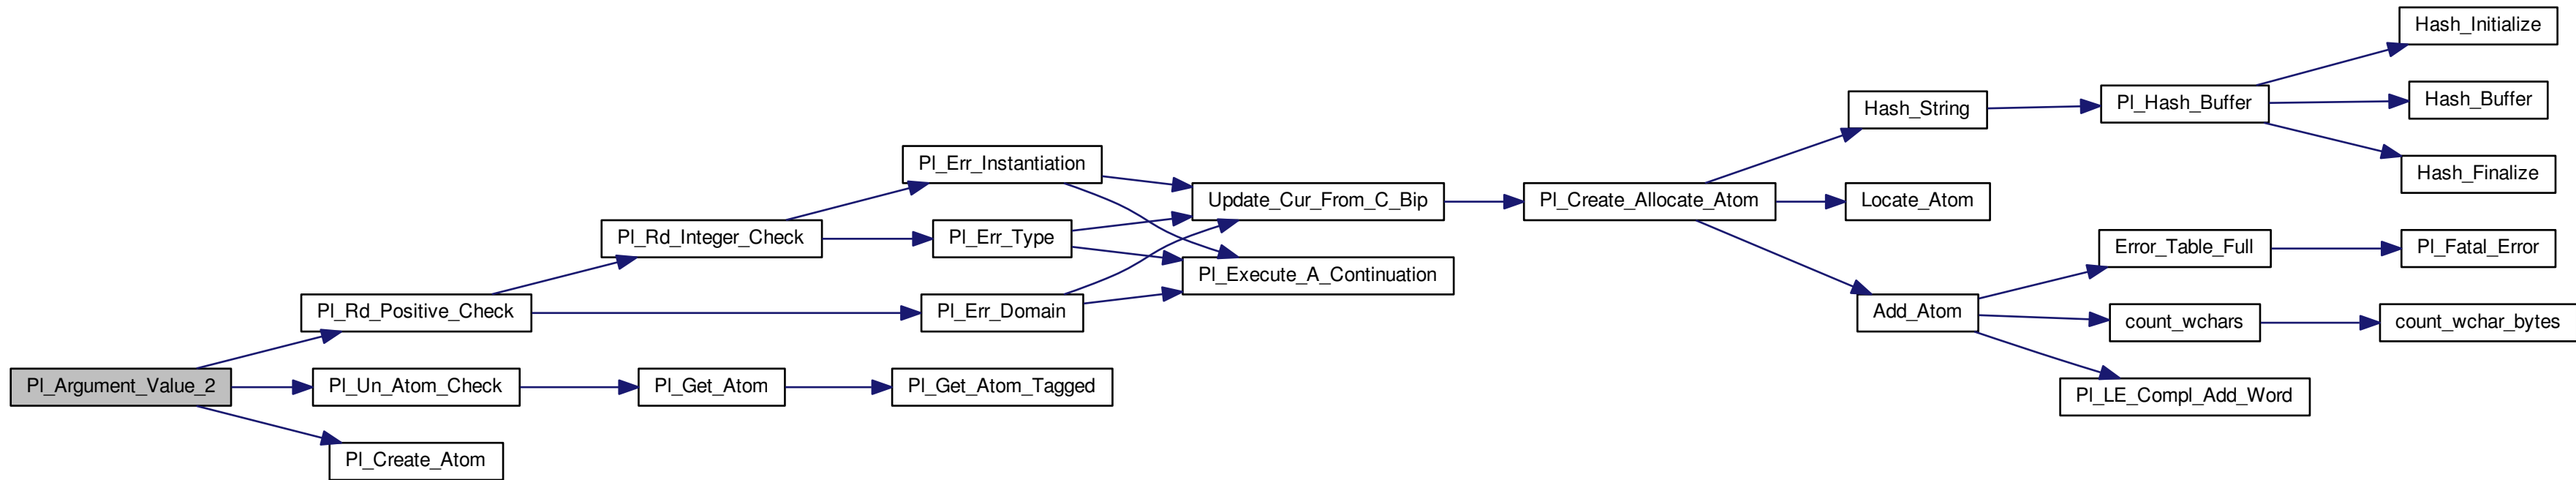 Pl_Argument_Value_2
Pl_Rd_Positive_Check
Pl_Un_Atom_Check
Pl_Create_Atom
Pl_Rd_Integer_Check
Pl_Get_Atom
Pl_Err_Instantiation
Pl_Err_Type
Pl_Err_Domain
Pl_Get_Atom_Tagged
Update_Cur_From_C_Bip
Pl_Execute_A_Continuation
Pl_Create_Allocate_Atom
Hash_String
Locate_Atom
Add_Atom
Pl_Hash_Buffer
Error_Table_Full
count_wchars
Pl_LE_Compl_Add_Word
Hash_Initialize
Hash_Buffer
Hash_Finalize
Pl_Fatal_Error
count_wchar_bytes